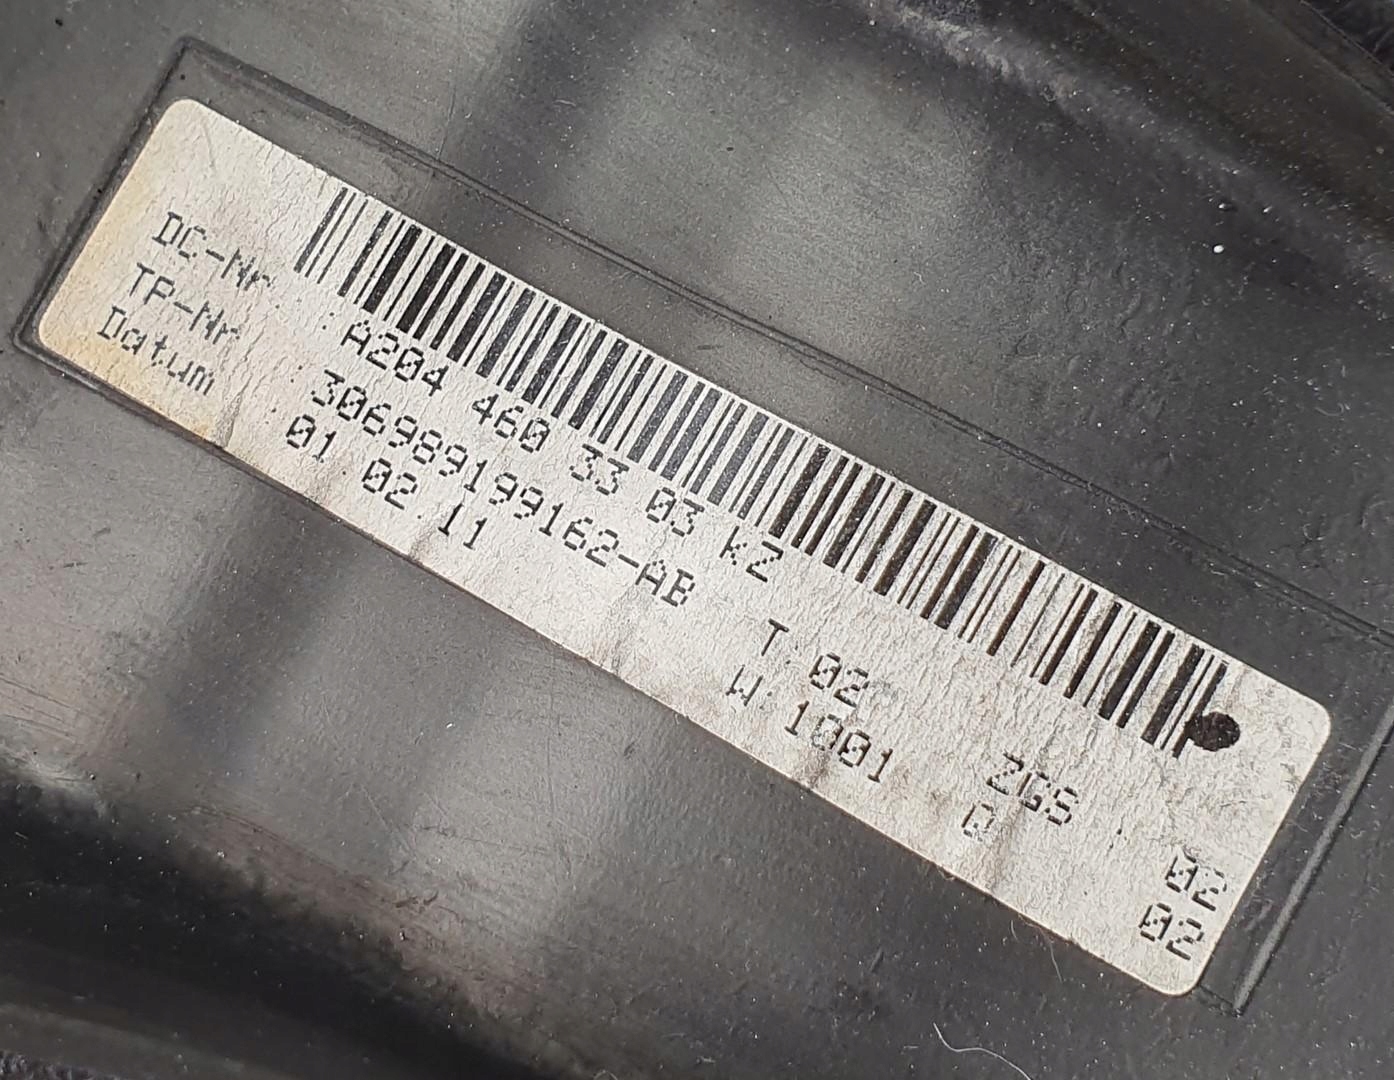 DC-Nr : A204 460 33 03 kZ
TP-Nr : 306989199162-AB T: 02 ZGS : 02
Datum : 01 02 11 W: 1001 Q 02